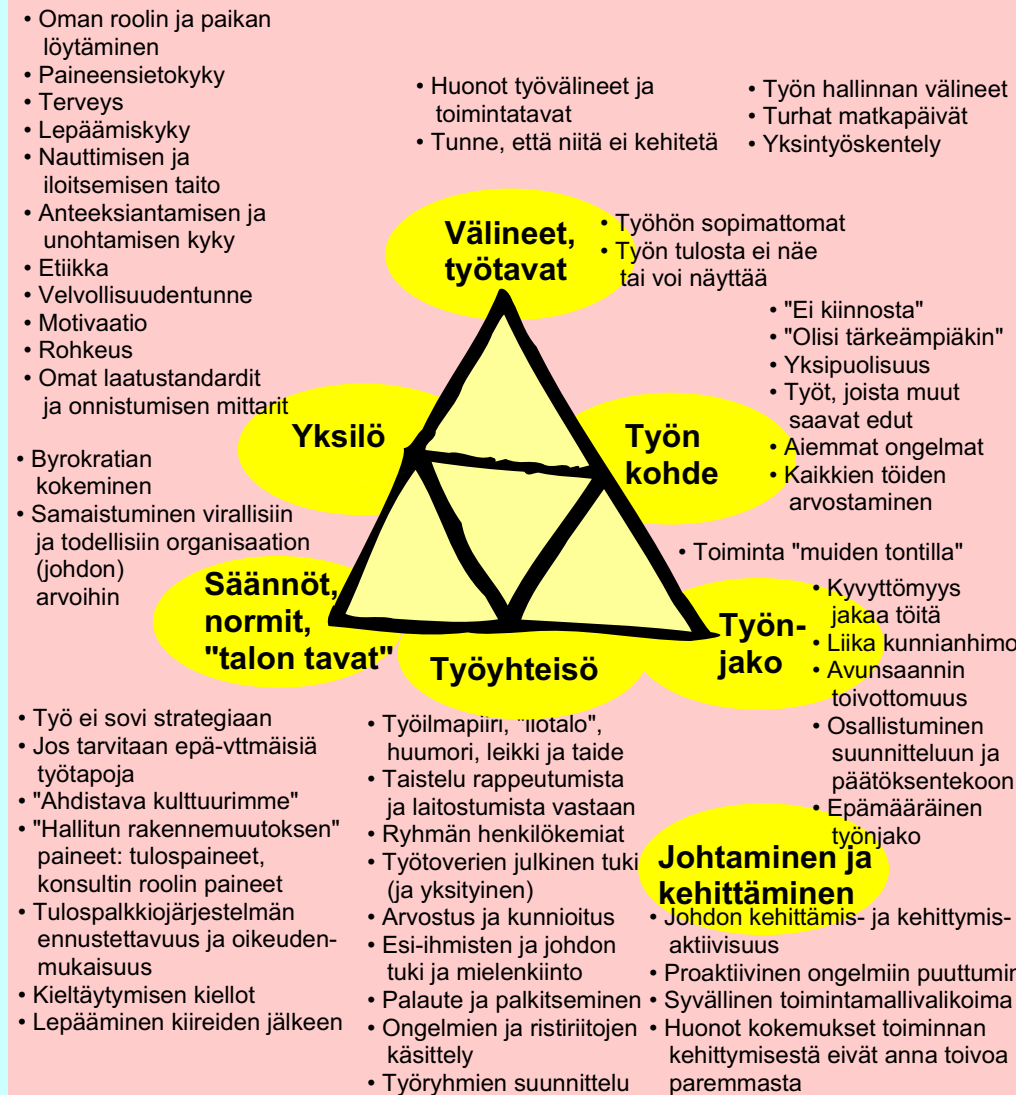 • Oman roolin ja paikan
löytäminen
• Paineensietokyky
• Terveys
• Lepäämiskyky
• Nauttimisen ja
iloitsemisen taito
• Anteeksiantamisen ja
unohtamisen kyky
• Etiikka
• Velvollisuudentunne
• Motivaatio
• Rohkeus
• Omat laatustandardit
ja onnistumisen mittarit
• Huonot työvälineet ja
toimintatavat
• Tunne, että niitä ei kehitetä
• Työn hallinnan välineet
• Turhat matkapäivät
• Yksintyöskentely
Välineet,
työtavat
• Työhön sopimattomat
• Työn tulosta ei näe
tai voi näyttää
• "Ei kiinnosta"
• "Olisi tärkeämpiäkin"
• Yksipuolisuus
• Työt, joista muut
saavat edut
• Aiemmat ongelmat
• Kaikkien töiden
arvostaminen
Yksilö
Työn
kohde
• Byrokratian
kokeminen
• Samaistuminen virallisiin
ja todellisiin organisaation
(johdon)
arvoihin
• Toiminta "muiden tontilla"
Säännöt,
normit,
"talon tavat"
Työyhteisö
Työn-
jako
• Kyvyttömyys
jakaa töitä
• Liika kunnianhimo
• Avunsaannin
toivottomuus
• Osallistuminen
suunnitteluun ja
päätöksentekoon
• Epämääräinen
työnjako
• Työ ei sovi strategiaan
• Jos tarvitaan epä-vttmäisiä
työtapoja
• "Ahdistava kulttuurimme"
• "Hallitun rakennemuutoksen"
paineet: tulospaineet,
konsultin roolin paineet
• Tulospalkkiojärjestelmän
ennustettavuus ja oikeuden-
mukaisuus
• Kieltäytymisen kiellot
• Lepääminen kiireiden jälkeen
• Työilmapiiri, "ilotalo",
huumori, leikki ja taide
• Taistelu rappeutumista
ja laitostumista vastaan
• Ryhmän henkilökemiat
• Työtoverien julkinen tuki
(ja yksityinen)
• Arvostus ja kunnioitus
• Esi-ihmisten ja johdon
tuki ja mielenkiinto
• Palaute ja palkitseminen
• Ongelmien ja ristiriitojen
käsittely
• Työryhmien suunnittelu
Johtaminen ja
kehittäminen
• Johdon kehittämis- ja kehittymis-
aktiivisuus
• Proaktiivinen ongelmiin
• Syvällinen toimintamallivalikoima
• Huonot kokemukset toiminnan
kehittymisestä eivät anna toivoa
paremmasta